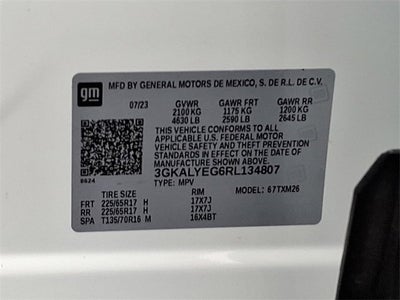 gm
MFD BY GENERAL MOTORS DE MEXICO, S. DE R.L. DE C.V.
07/23 GVWR GAWR FRT GAWR RR
2100 KG 1175 KG 1200 KG
4630 LB 2590 LB 2645 LB
THIS VEHICLE CONFORMS TO ALL
APPLICABLE U.S. FEDERAL MOTOR
VEHICLE SAFETY AND THEFT
PREVENTION STANDARDS IN EFFECT
ON THE DATE OF
MANUFACTURE SHOWN ABOVE.
3GKALYEG6RL134807
8624 TYPE: MPV MODEL: 67TXM26
TIRE SIZE RIM
FRT 225/65R17 H 17X7J
RR 225/65R17 H 17X7J
SPA T135/70R16 M 16X4BT